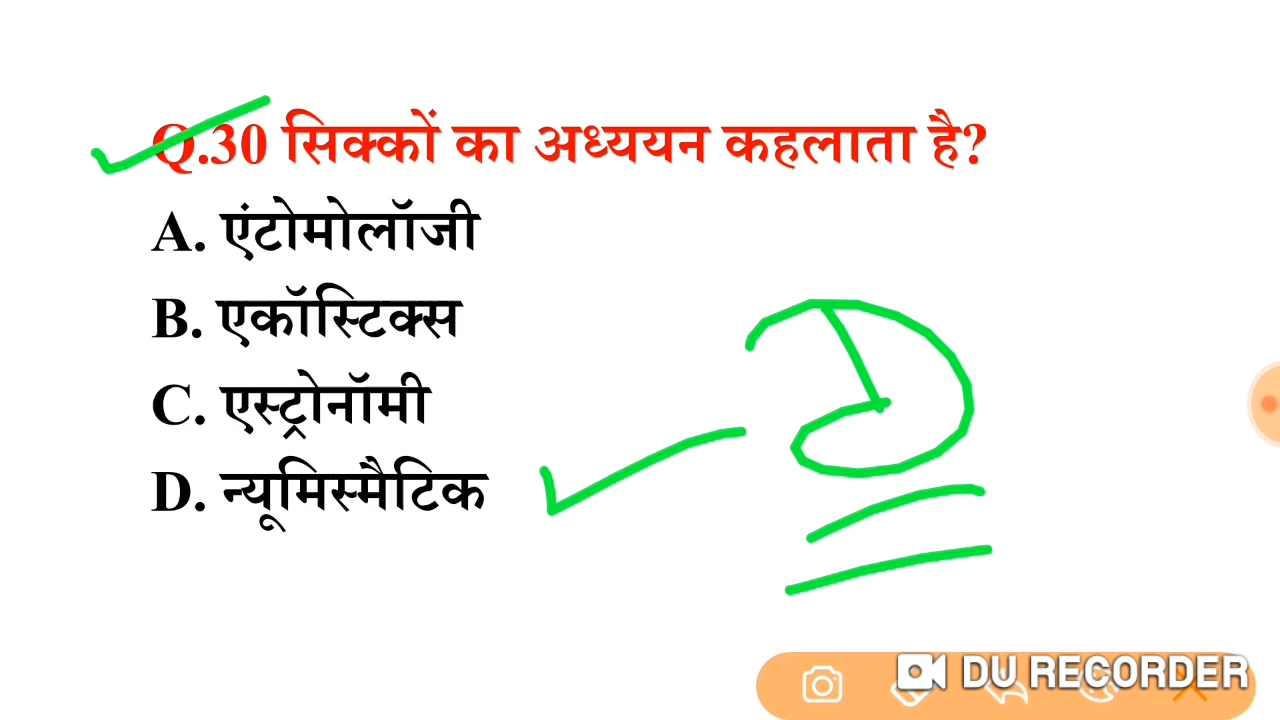 Q.30 सिक्कों का अध्ययन कहलाता है?
A. एंटोमोलॉजी
B. एकॉस्टिक्स
C. एस्ट्रोनॉमी
D. न्यूमिस्मैटिक
D
DU RECORDER